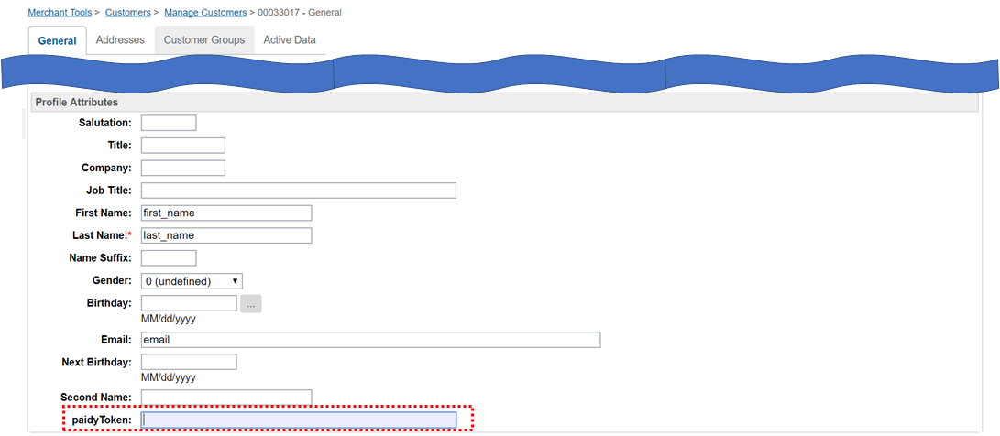 Merchant Tools > Customers > Manage Customers > 00033017 - General
General Addresses Customer Groups Active Data
Profile Attributes
Salutation:
Title:
Company:
Job Title:
First Name: first_name
Last Name:* last_name
Name Suffix:
Gender: 0 (undefined)
Birthday: ...
MM/dd/yyyy
Email: email
Next Birthday:
MM/dd/yyyy
Second Name:
paidyToken: